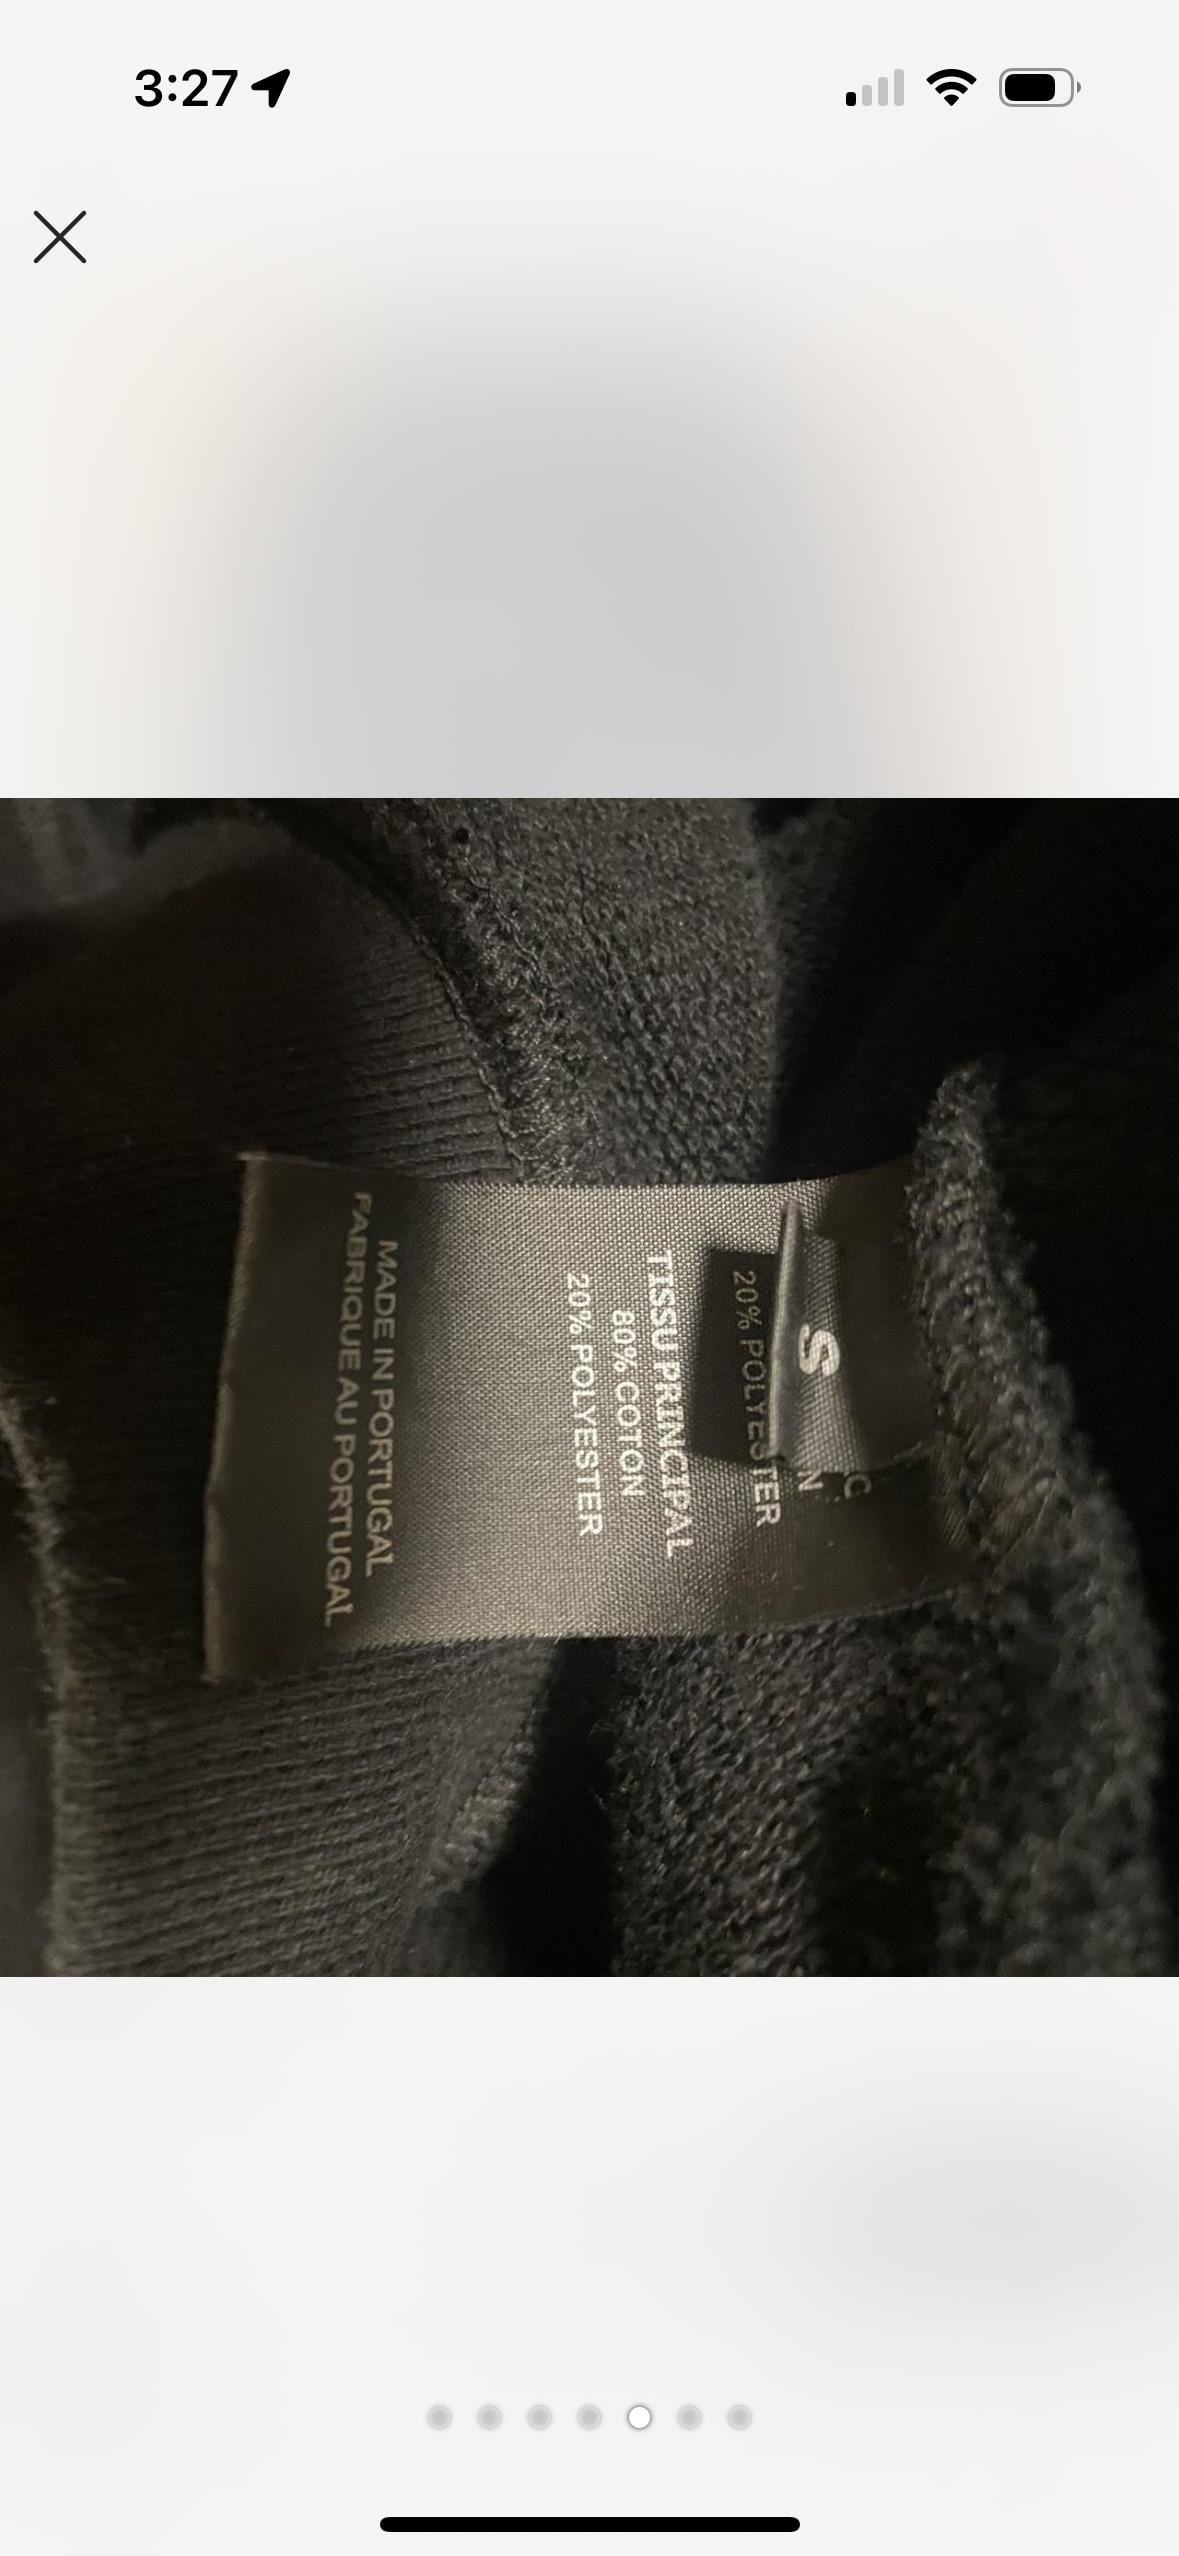 3:27
S
C
N
20% POLYESTER
TISSU PRINCIPAL
80% COTON
20% POLYESTER
MADE IN PORTUGAL
FABRIQUE AU PORTUGAL